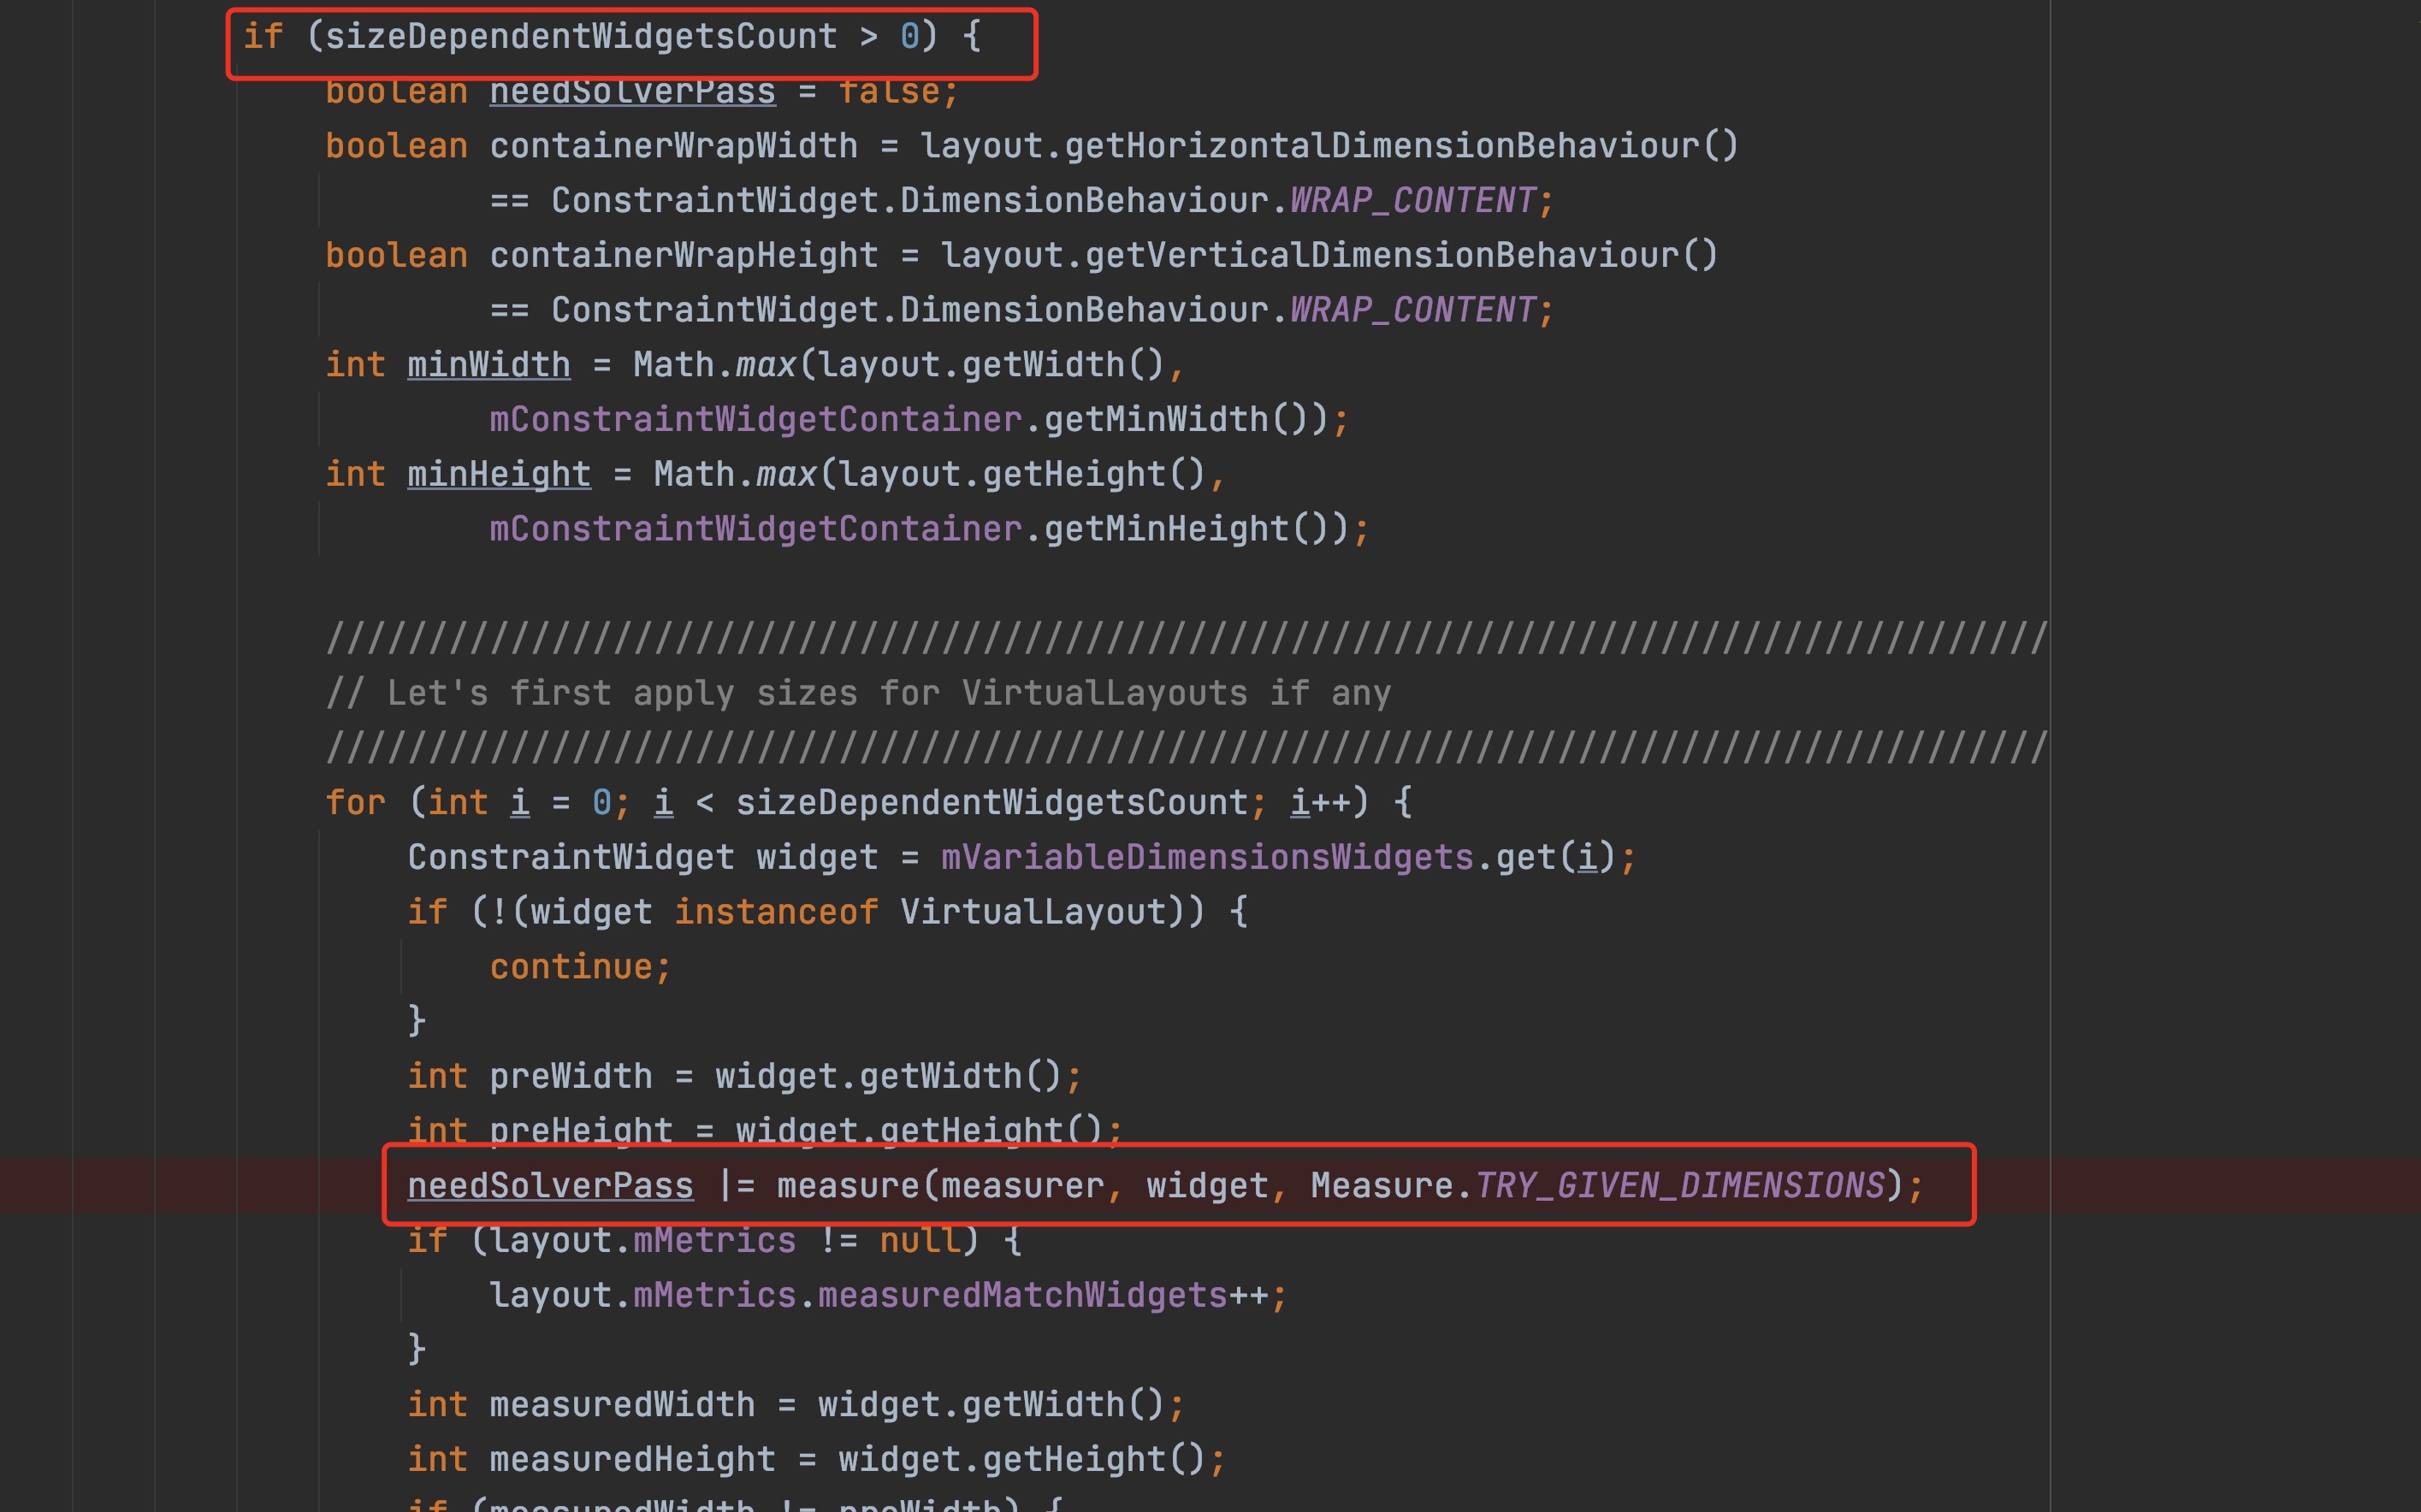 if (sizeDependentWidgetsCount > 0) {
boolean needSolverPass = false;
boolean containerWrapWidth = layout.getHorizontalDimensionBehaviour()
== ConstraintWidget.DimensionBehaviour.WRAP_CONTENT;
boolean containerWrapHeight = layout.getVerticalDimensionBehaviour()
== ConstraintWidget.DimensionBehaviour.WRAP_CONTENT;
int minWidth = Math.max(layout.getWidth(),
mConstraintWidgetContainer.getMinWidth());
int minHeight = Math.max(layout.getHeight(),
mConstraintWidgetContainer.getMinHeight());
////////////////////////////////////////////////////////////////////////////////////
// Let's first apply sizes for VirtualLayouts if any
////////////////////////////////////////////////////////////////////////////////////
for (int i = 0; i < sizeDependentWidgetsCount; i++) {
ConstraintWidget widget = mVariableDimensionsWidgets.get(i);
if (!(widget instanceof VirtualLayout)) {
continue;
}
int preWidth = widget.getWidth();
int preHeight = widget.getHeight();
needSolverPass |= measure(measurer, widget, Measure.TRY_GIVEN_DIMENSIONS);
if (layout.mMetrics != null) {
layout.mMetrics.measuredMatchWidgets++;
}
int measuredWidth = widget.getWidth();
int measuredHeight = widget.getHeight();
if (measuredWidth != preWidth) {